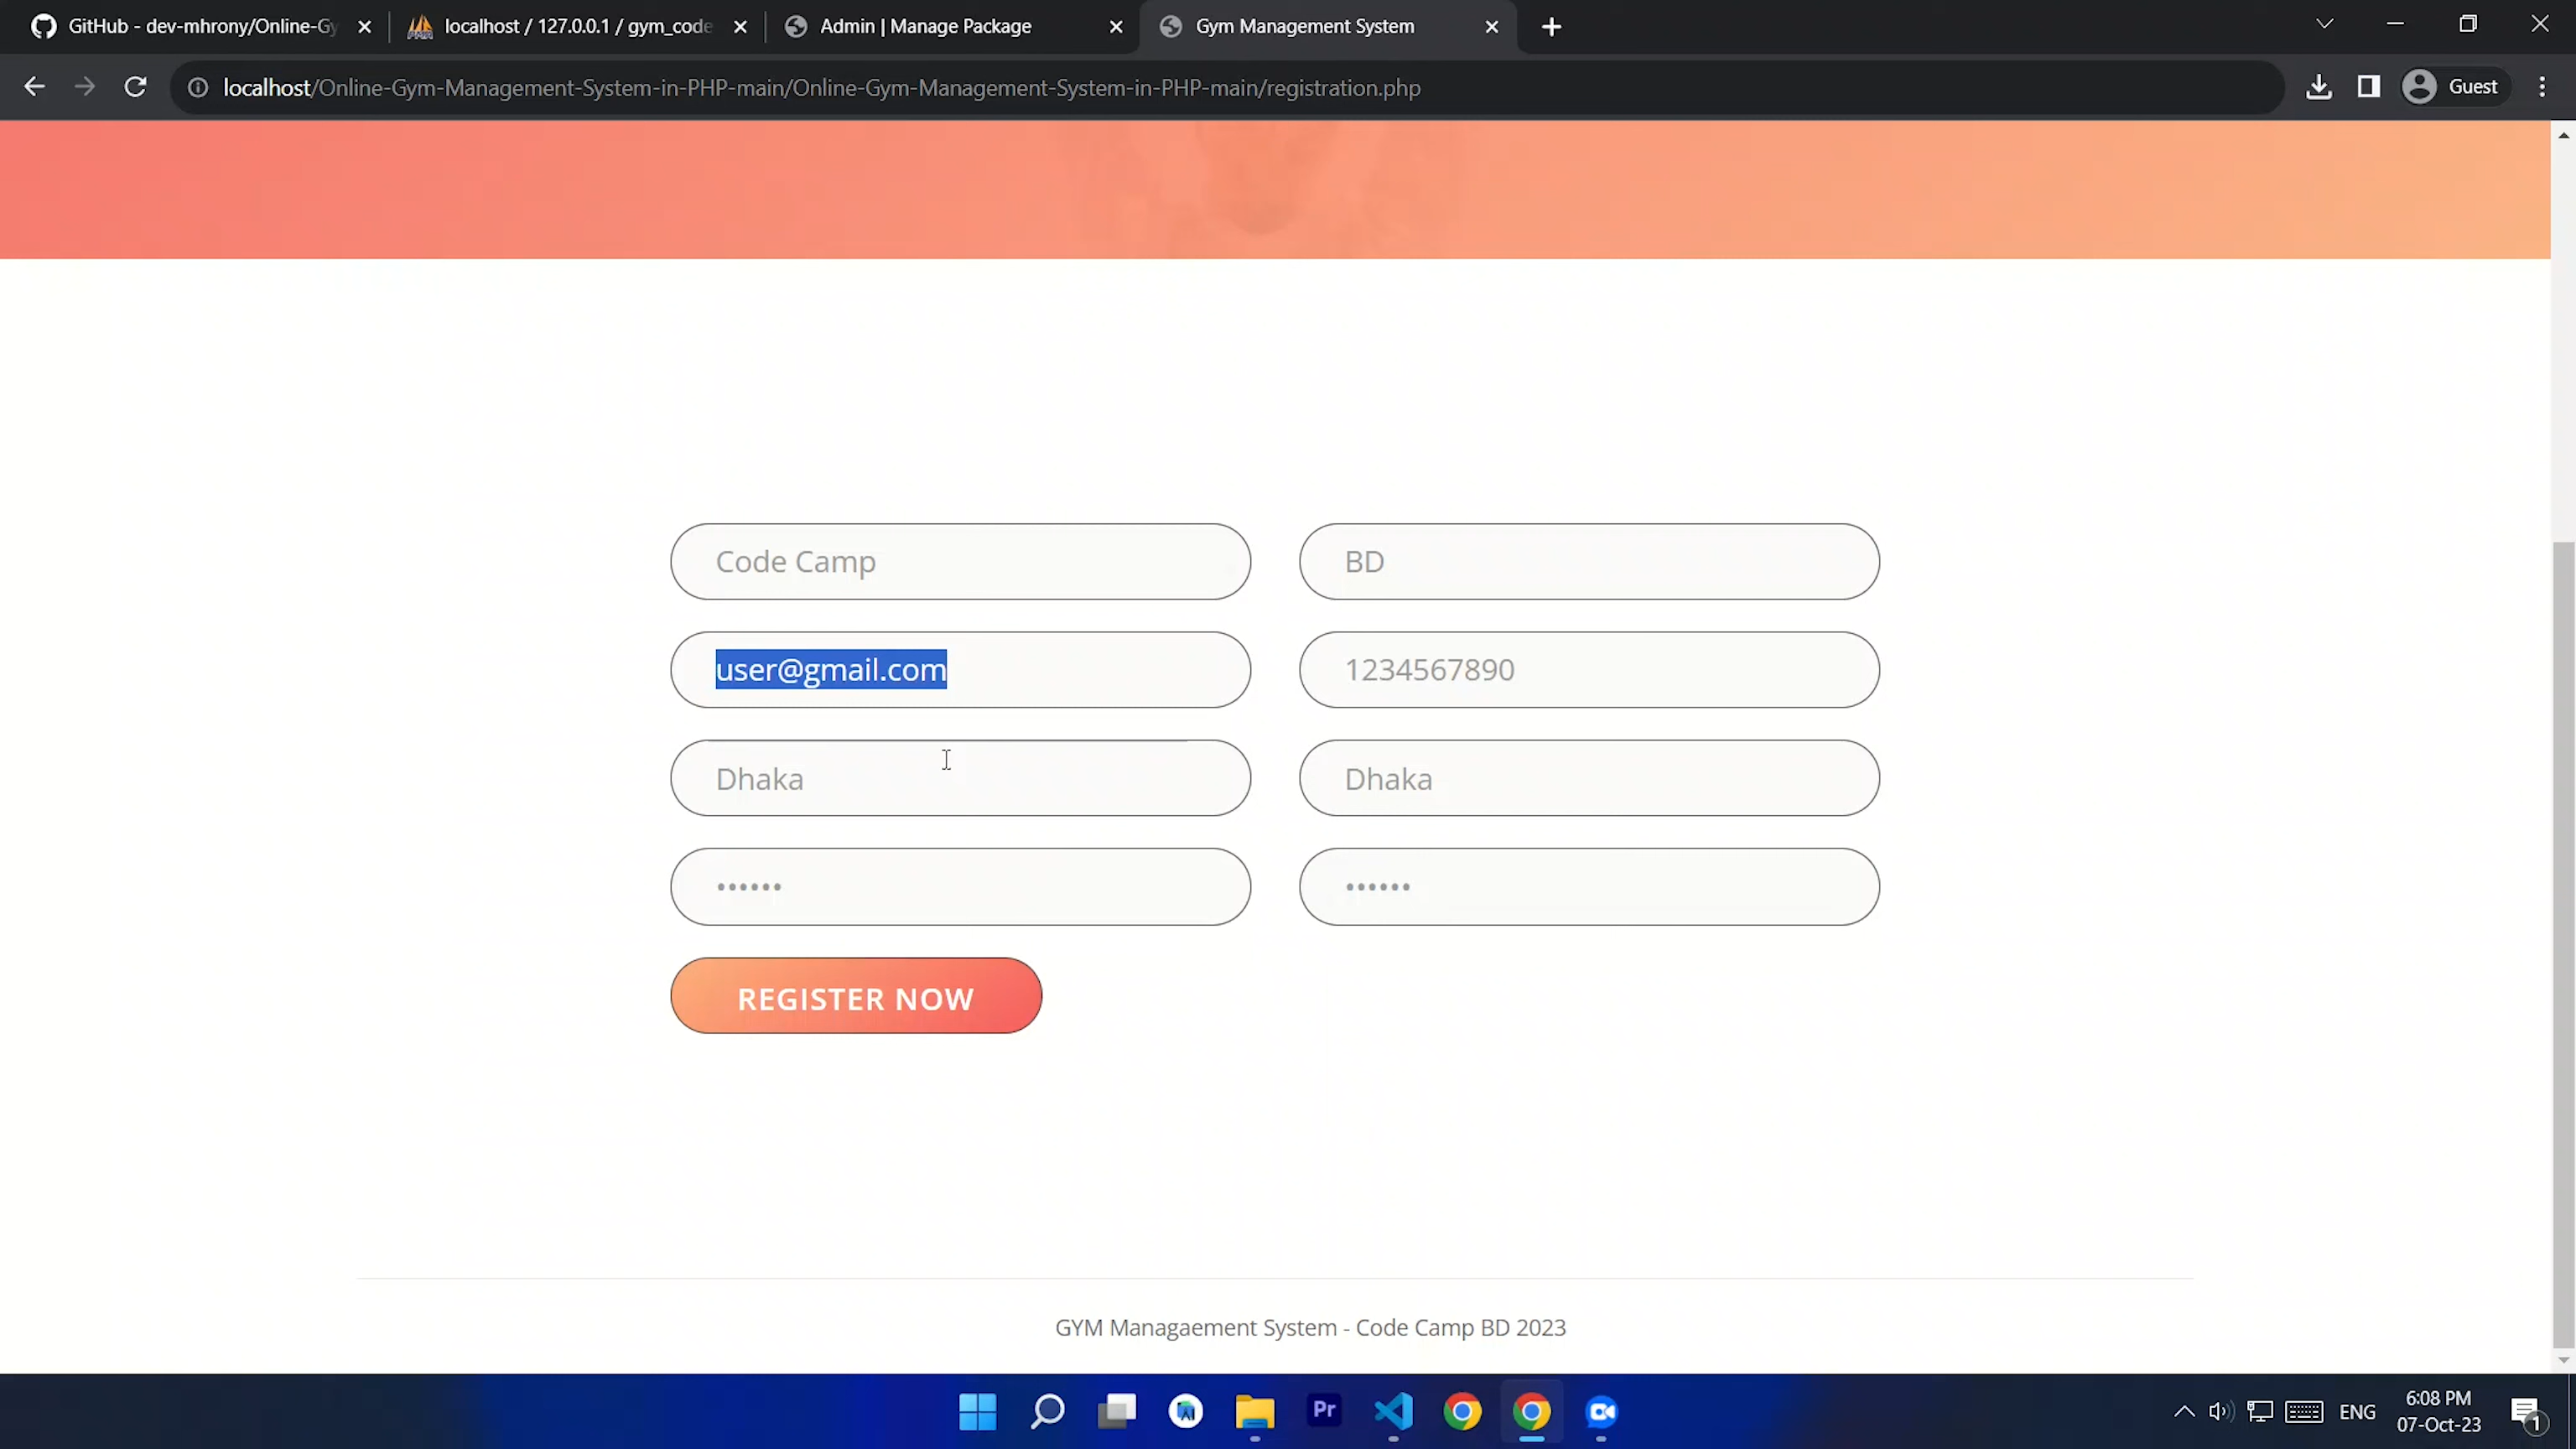 GitHub - dev-mhrony/Online-Gy
localhost / 127.0.0.1 / gym_code
Admin | Manage Package
Gym Management System
localhost/Online-Gym-Management-System-in-PHP-main/Online-Gym-Management-System-in-PHP-main/registration.php
Guest
Code Camp
BD
user@gmail.com
1234567890
Dhaka
Dhaka
••••••
••••••
REGISTER NOW
GYM Managaement System - Code Camp BD 2023
Pr
ENG
6:08 PM
07-Oct-23
1